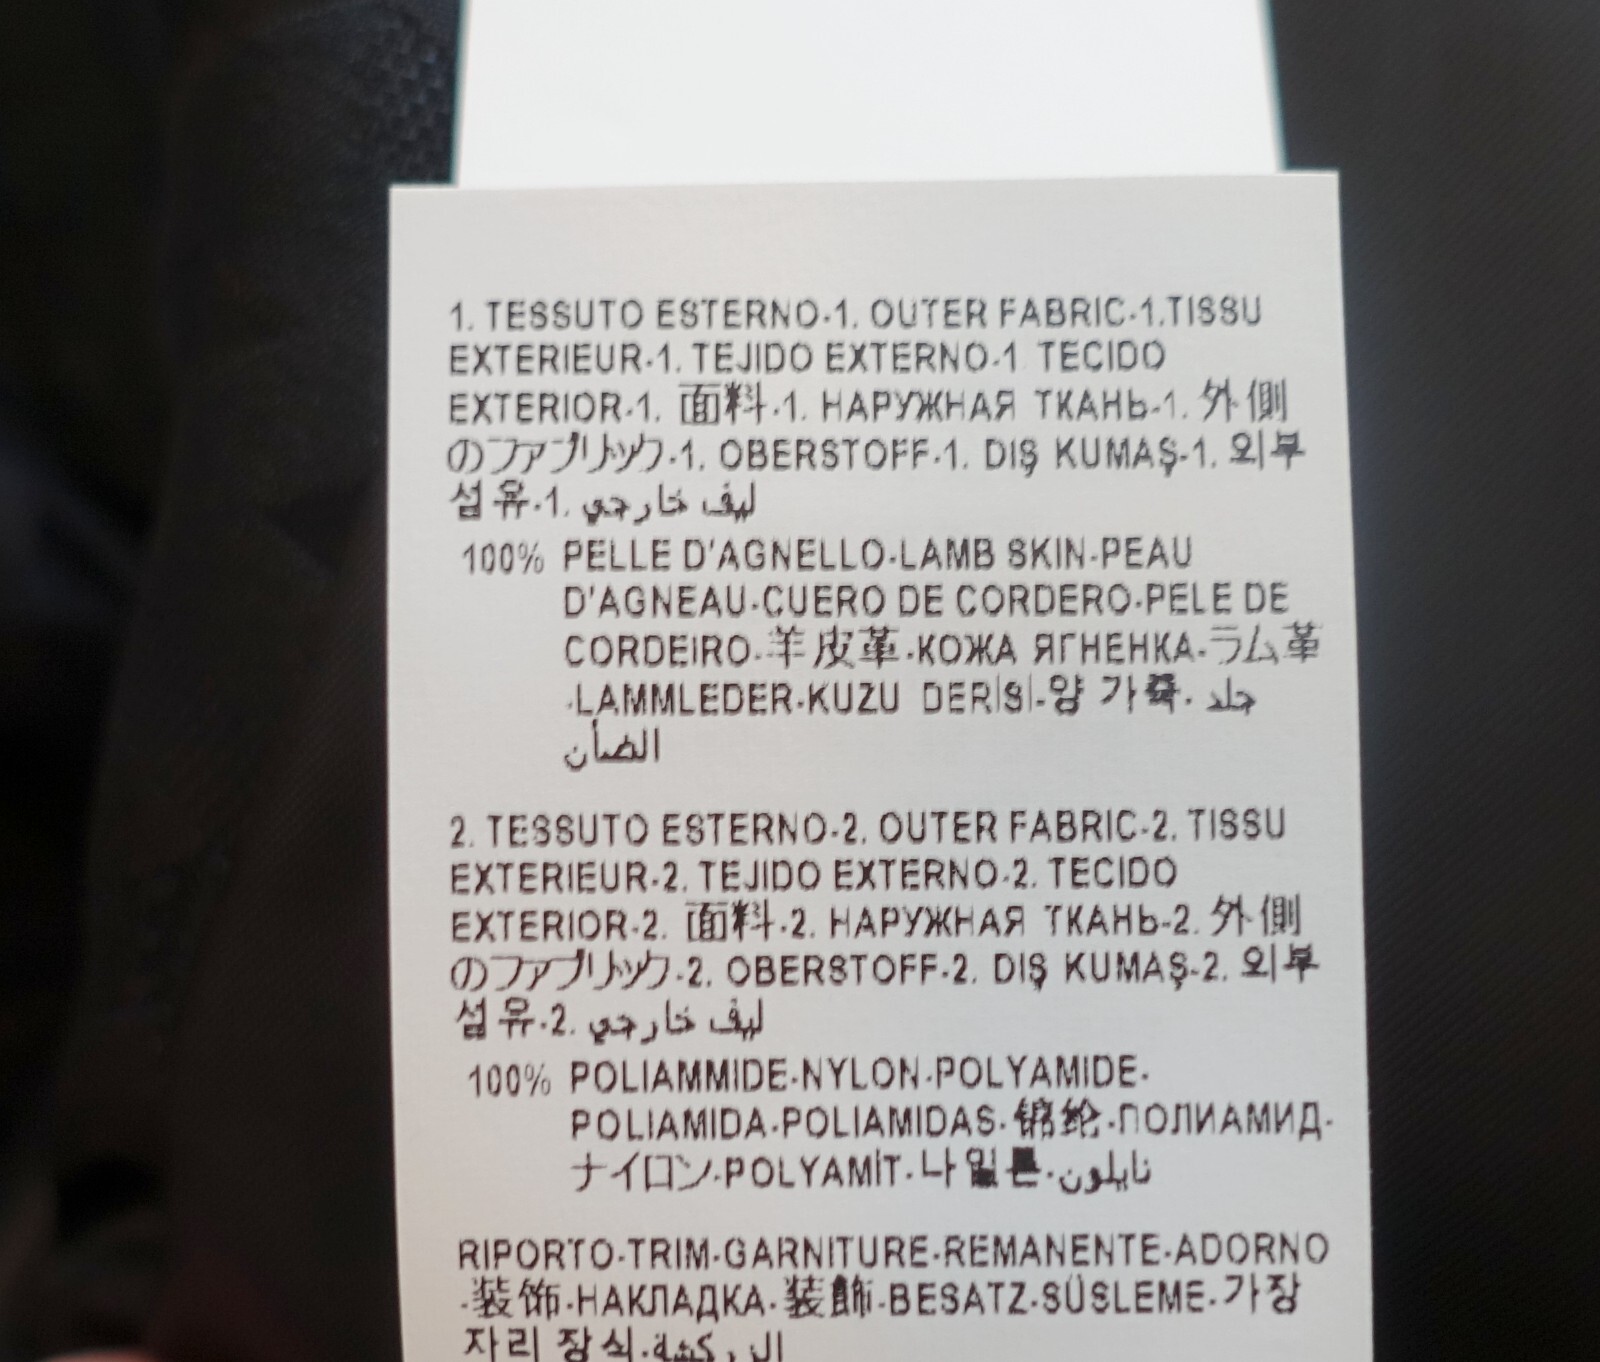 1. TESSUTO ESTERNO-1. OUTER FABRIC-1.TISSU
EXTERIEUR-1. TEJIDO EXTERNO-1. TECIDO
EXTERIOR-1. 面料-1. НАРУЖНАЯ ТКАНЬ-1. 外側
のファブリック-1. OBERSTOFF-1. DIŞ KUMAŞ-1. 외부
섬유-1. ليف خارجي
100% PELLE D'AGNELLO-LAMB SKIN-PEAU
D'AGNEAU-CUERO DE CORDERO-PELE DE
CORDEIRO-羊皮革-КОЖА ЯГНЕНКА-ラム革
-LAMMLEDER-KUZU DERİSİ-양 가죽- جلد
الضأن
2. TESSUTO ESTERNO-2. OUTER FABRIC-2. TISSU
EXTERIEUR-2. TEJIDO EXTERNO-2. TECIDO
EXTERIOR-2. 面料-2. НАРУЖНАЯ ТКАНЬ-2. 外側
のファブリック-2. OBERSTOFF-2. DIŞ KUMAŞ-2. 외부
섬유-2. ليف خارجي
100% POLIAMMIDE-NYLON-POLYAMIDE-
POLIAMIDA-POLIAMIDAS-锦纶-ПОЛИАМИД-
ナイロン-POLYAMİT-나일론-نايلون
RIPORTO-TRIM-GARNITURE-REMANENTE-ADORNO
-装饰-НАКЛАДКА-装飾-BESATZ-SÜSLEME-가장
자리 장식-